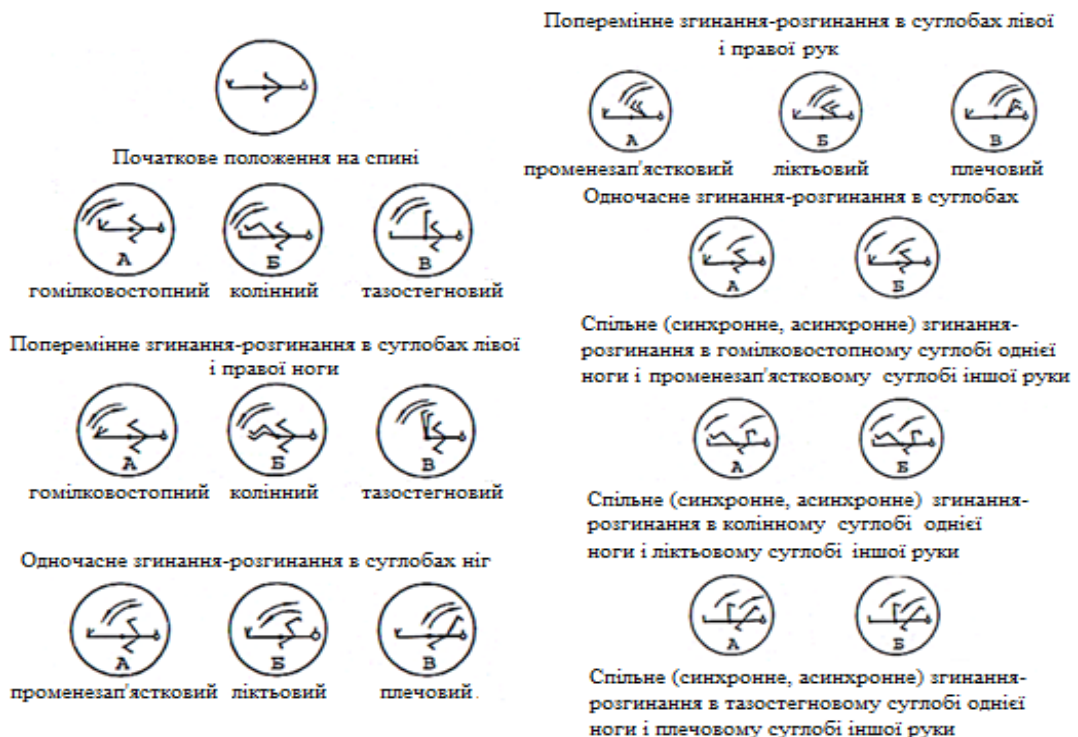 Початкове положення на спині
А Б В
гомілковостопний колінний тазостегновий
Поперемінне згинання-розгинання в суглобах лівої
і правої ноги
А Б В
гомілковостопний колінний тазостегновий
Одночасне згинання-розгинання в суглобах ніг
А Б В
променезап'ястковий ліктьовий плечовий.
Поперемінне згинання-розгинання в суглобах лівої
і правої рук
А Б В
променезап'ястковий ліктьовий плечовий
Одночасне згинання-розгинання в суглобах
А Б
Спільне (синхронне, асинхронне) згинання-
розгинання в гомілковостопному суглобі однієї
ноги і променезап'ястковому суглобі іншої руки
А Б
Спільне (синхронне, асинхронне) згинання-
розгинання в колінному суглобі однієї
ноги і ліктьовому суглобі іншої руки
А Б
Спільне (синхронне, асинхронне) згинання-
розгинання в тазостегновому суглобі однієї
ноги і плечовому суглобі іншої руки